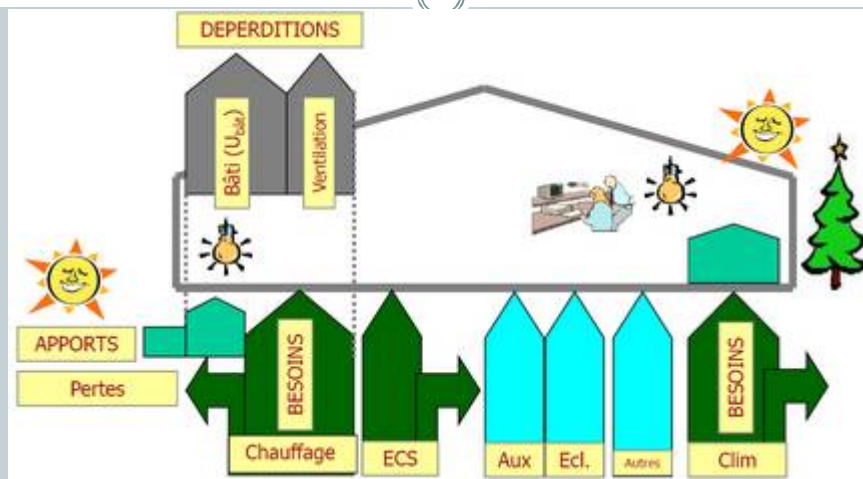 DEPERDITIONS
Bâti (Ubât)
Ventilation
APPORTS
Pertes
BESOINS
Chauffage
ECS
Aux
Ecl.
Autres
BESOINS
Clim